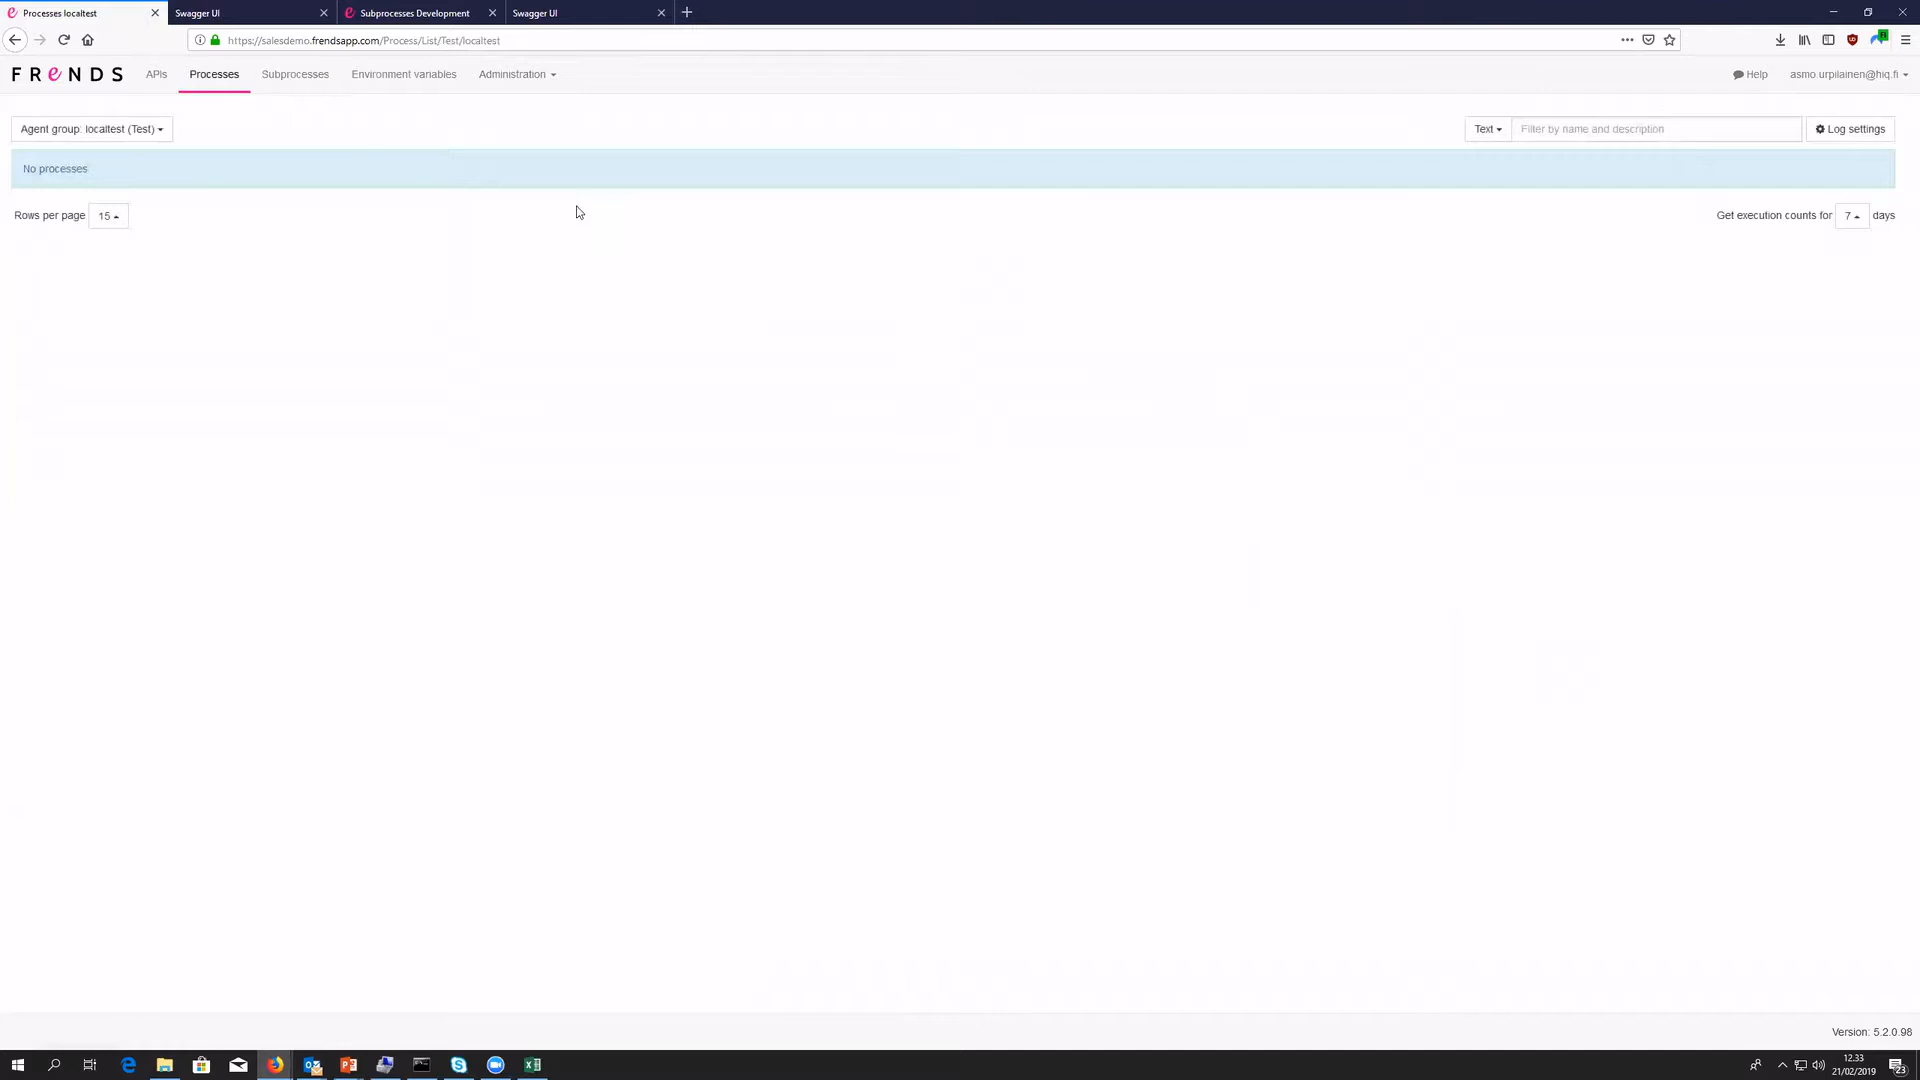 Processes localtest
Swagger UI
Subprocesses Development
Swagger UI
https://salesdemo.frendsapp.com/Process/List/Test/localtest
FRENDS
APIs
Processes
Subprocesses
Environment variables
Administration
Help
asmo.urpilainen@hiq.fi
Agent group: localtest (Test)
Text
Filter by name and description
Log settings
No processes
Rows per page 15
Get execution counts for 7 days
Version: 5.2.0.98
12.33
21/02/2019
23